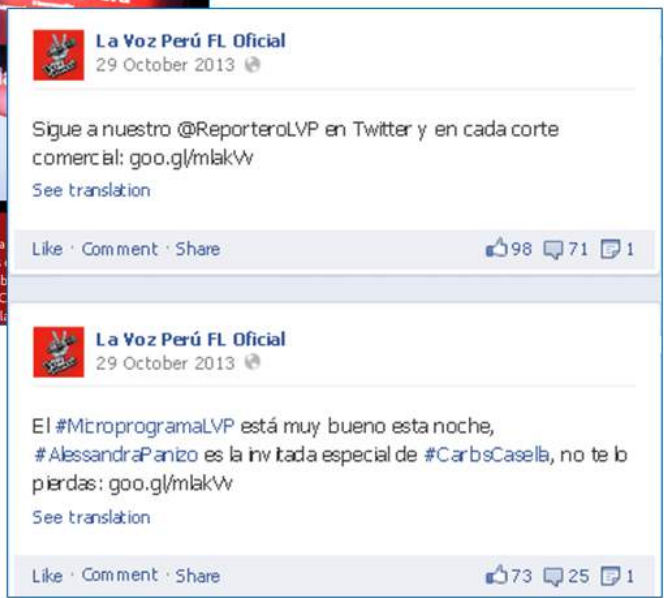 La Voz Perú FL Oficial
29 October 2013
Sigue a nuestro @ReporteroLVP en Twitter y en cada corte
comercial: goo.gl/mlakVv
See translation
Like · Comment · Share 98 71 1
La Voz Perú FL Oficial
29 October 2013
El #MicroprogramaLVP está muy bueno esta noche,
#AlessandraPanizo es la invitada especial de #CarlosCasella, no te lo
pierdas: goo.gl/mlakVv
See translation
Like · Comment · Share 73 25 1